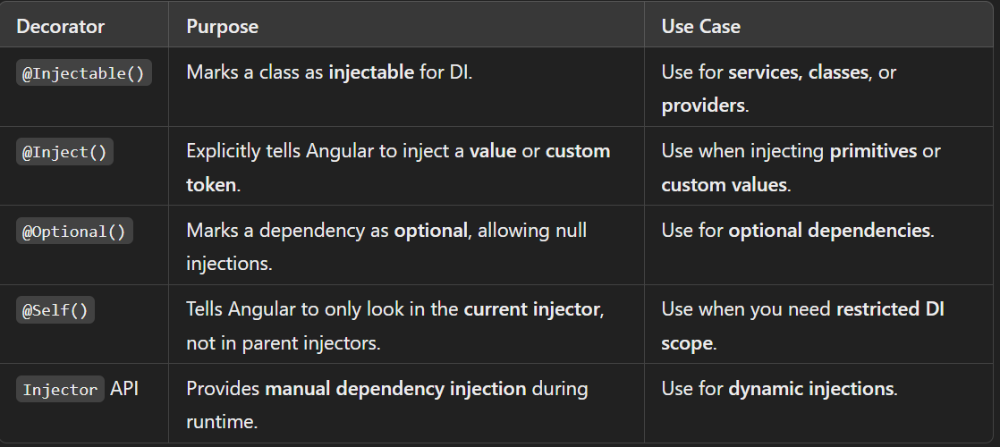 Decorator Purpose Use Case
@Injectable() Marks a class as injectable for DI. Use for services, classes, or
providers.
@Inject() Explicitly tells Angular to inject a value or custom Use when injecting primitives or
token. custom values.
@Optional() Marks a dependency as optional, allowing null Use for optional dependencies.
injections.
@Self() Tells Angular to only look in the current injector, Use when you need restricted DI
not in parent injectors. scope.
Injector API Provides manual dependency injection during Use for dynamic injections.
runtime.